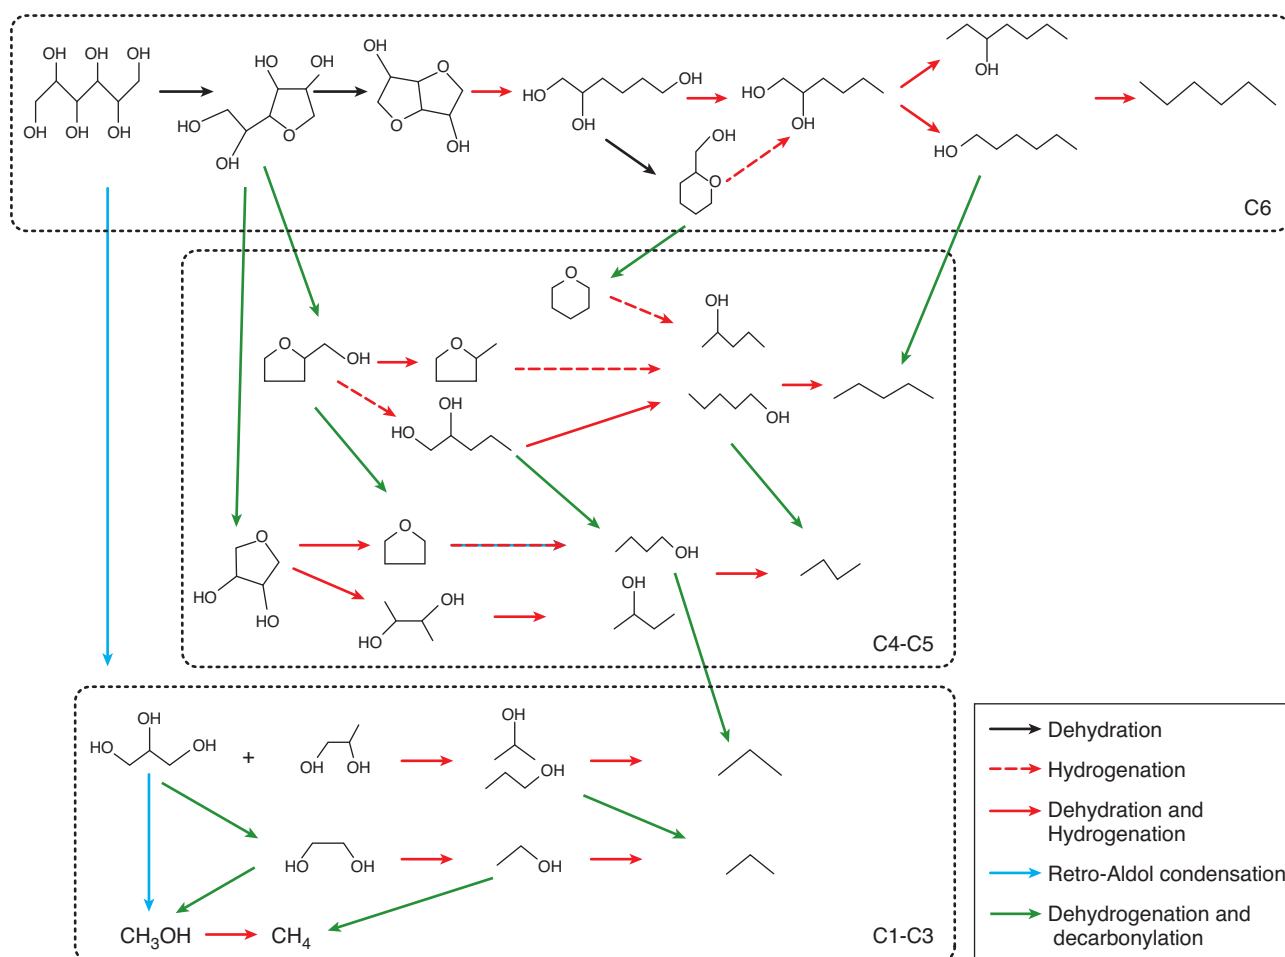 OH OH OH
OH OH OH
HO OH
HO
OH
O
OH
O
O
OH
HO
OH
OH
HO
OH
OH
O
OH
HO
C6
O
OH
O
OH
O
OH
HO
OH
O
HO
OH
O
OH
OH
OH
HO
C4-C5
OH
HO OH
+
OH OH
OH
OH
HO OH
OH
CH3OH
CH4
C1-C3
Dehydration
Hydrogenation
Dehydration and
Hydrogenation
Retro-Aldol condensation
Dehydrogenation and
decarbonylation